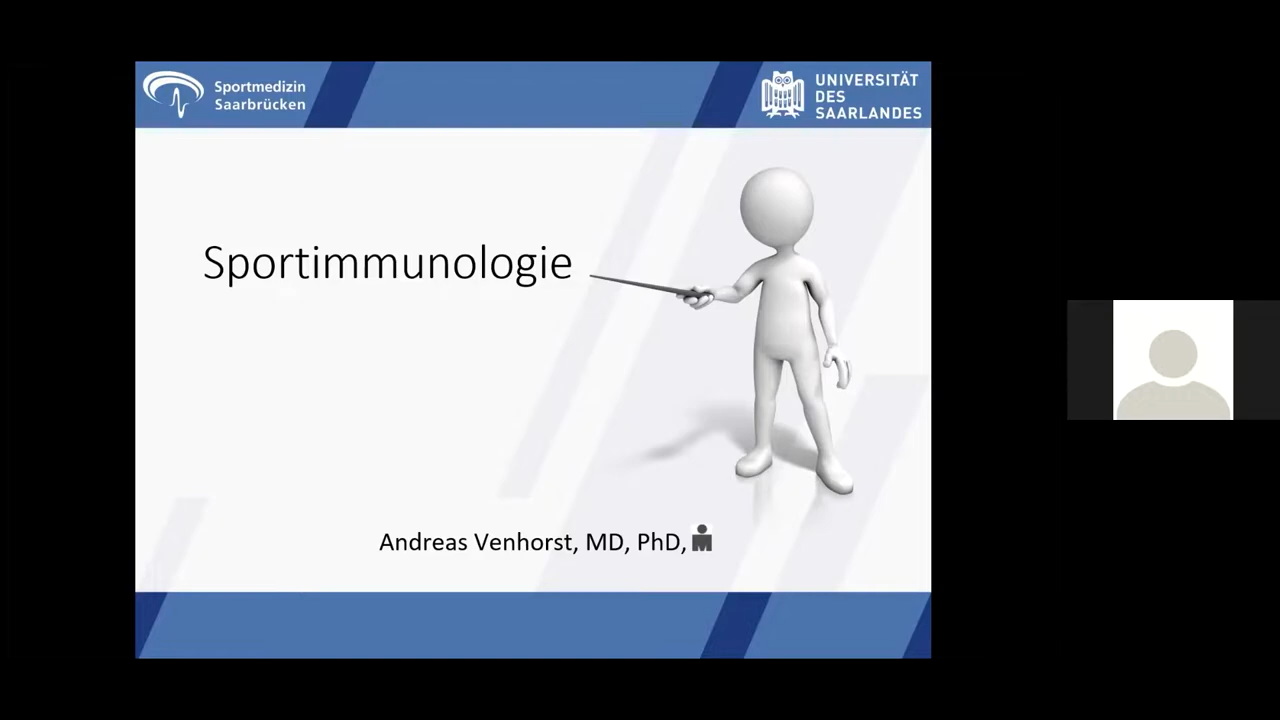 Sportmedizin
Saarbrücken
UNIVERSITÄT
DES
SAARLANDES
Sportimmunologie
Andreas Venhorst, MD, PhD,